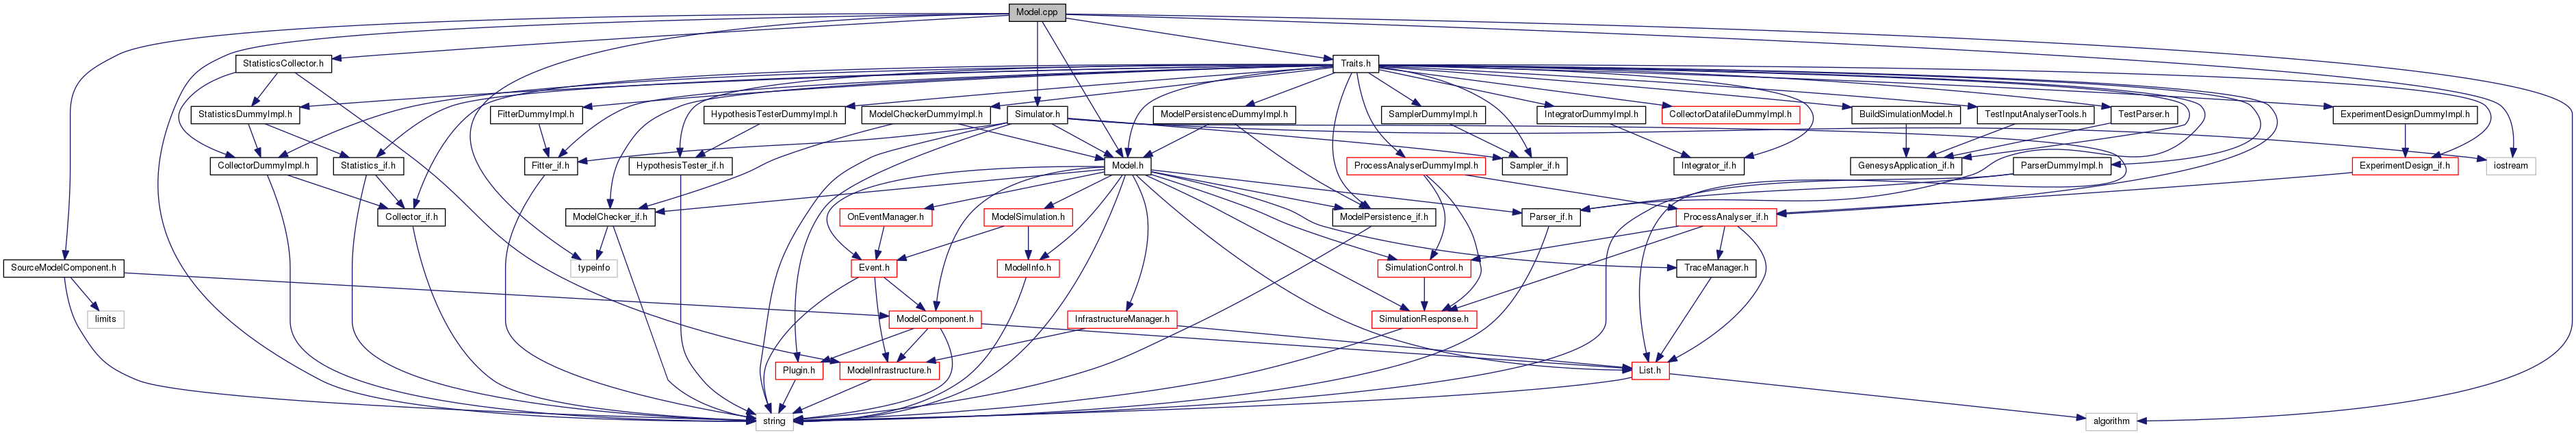 Model.cpp
StatisticsCollector.h
Traits.h
StatisticsDummyImpl.h
FitterDummyImpl.h
HypothesisTesterDummyImpl.h
ModelCheckerDummyImpl.h
Simulator.h
ModelPersistenceDummyImpl.h
SamplerDummyImpl.h
IntegratorDummyImpl.h
CollectorDatafileDummyImpl.h
BuildSimulationModel.h
TestInputAnalyserTools.h
TestParser.h
ExperimentDesignDummyImpl.h
CollectorDummyImpl.h
Statistics_if.h
Fitter_if.h
HypothesisTester_if.h
Model.h
ProcessAnalyserDummyImpl.h
Sampler_if.h
Integrator_if.h
GenesysApplication_if.h
ParserDummyImpl.h
ExperimentDesign_if.h
iostream
Collector_if.h
ModelChecker_if.h
OnEventManager.h
ModelSimulation.h
ModelPersistence_if.h
Parser_if.h
ProcessAnalyser_if.h
SourceModelComponent.h
typeinfo
Event.h
ModelInfo.h
SimulationControl.h
TraceManager.h
limits
ModelComponent.h
InfrastructureManager.h
SimulationResponse.h
Plugin.h
ModelInfrastructure.h
List.h
string
algorithm